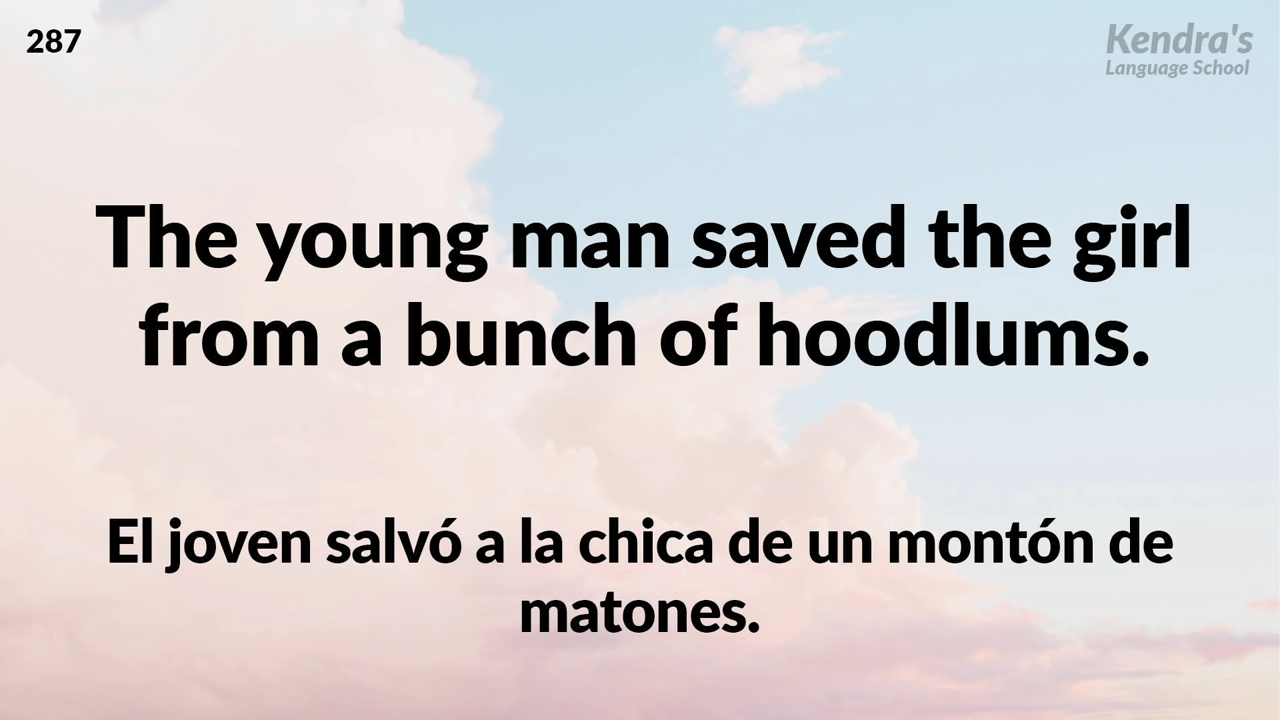 287
Kendra's
Language School
The young man saved the girl
from a bunch of hoodlums.
El joven salvó a la chica de un montón de
matones.